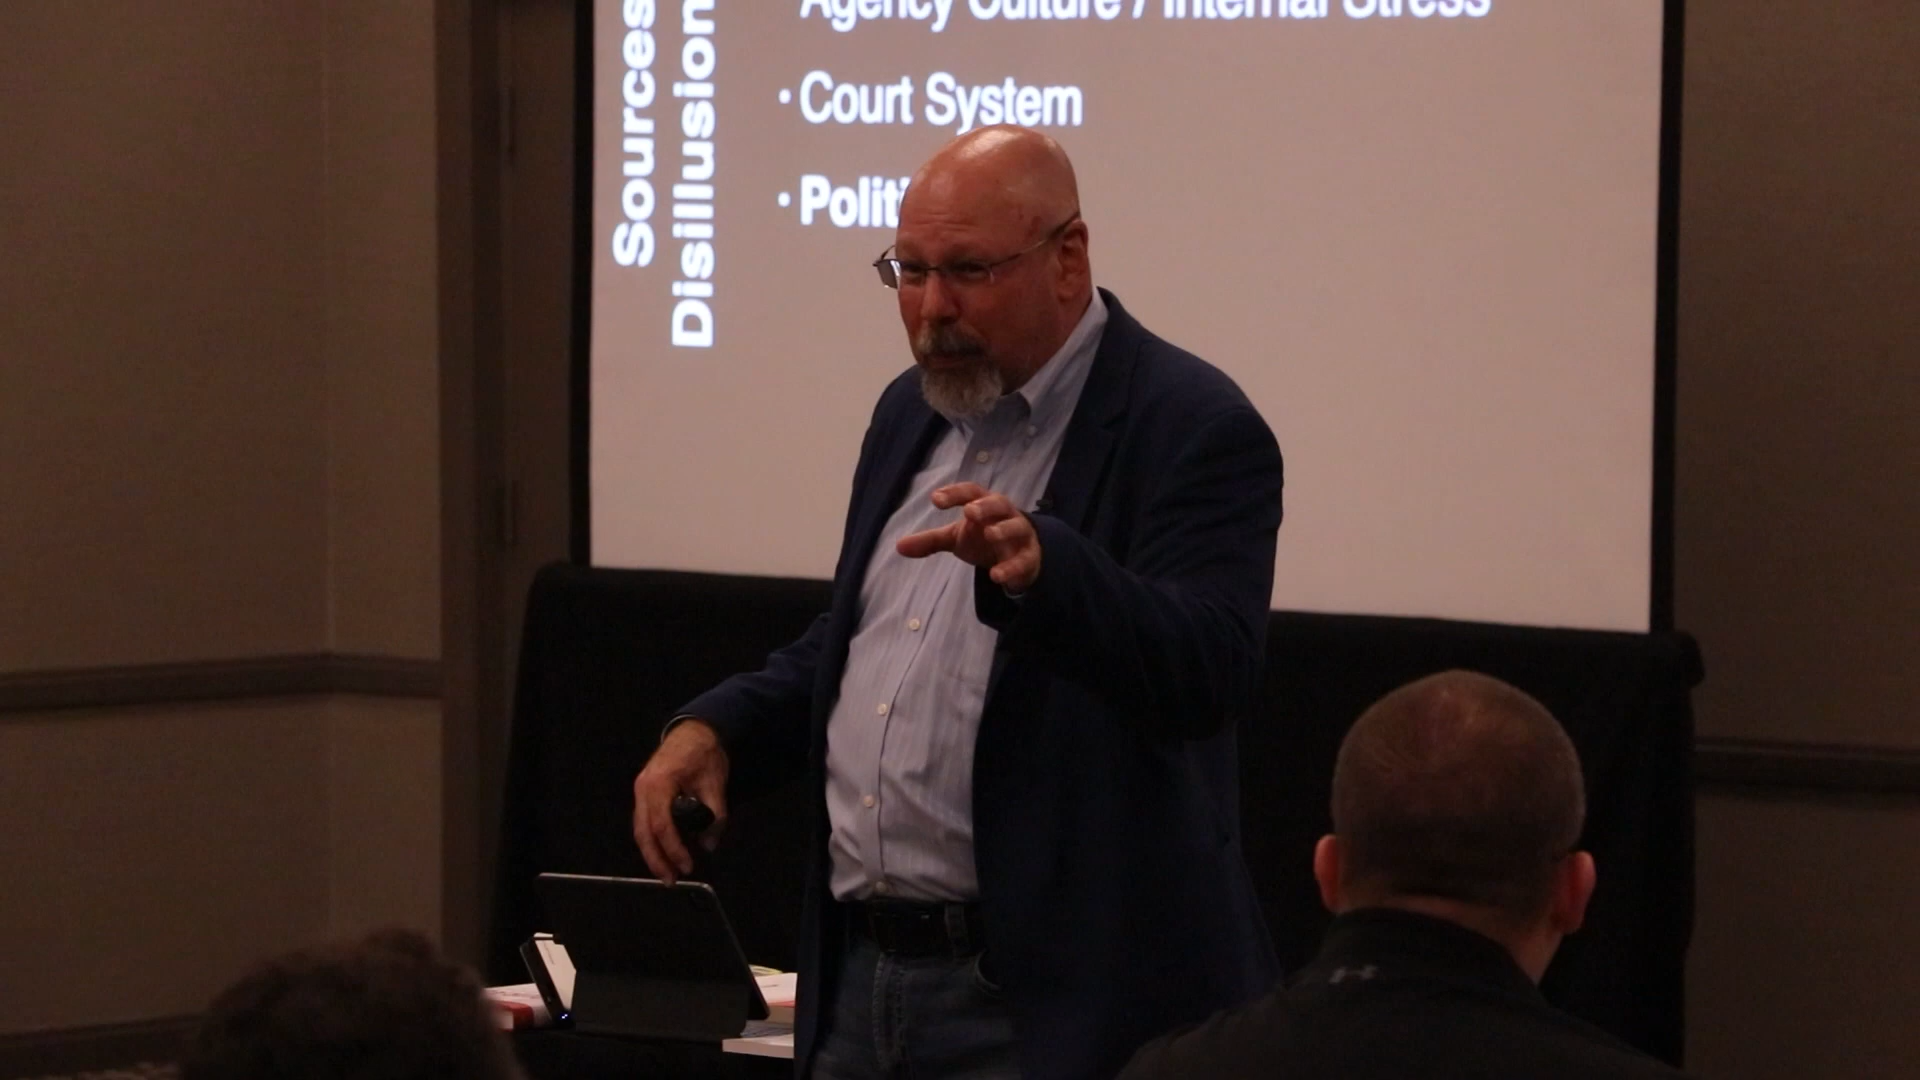 Sources
Disillusion
Agency Culture / Internal Stress
• Court System
• Politi